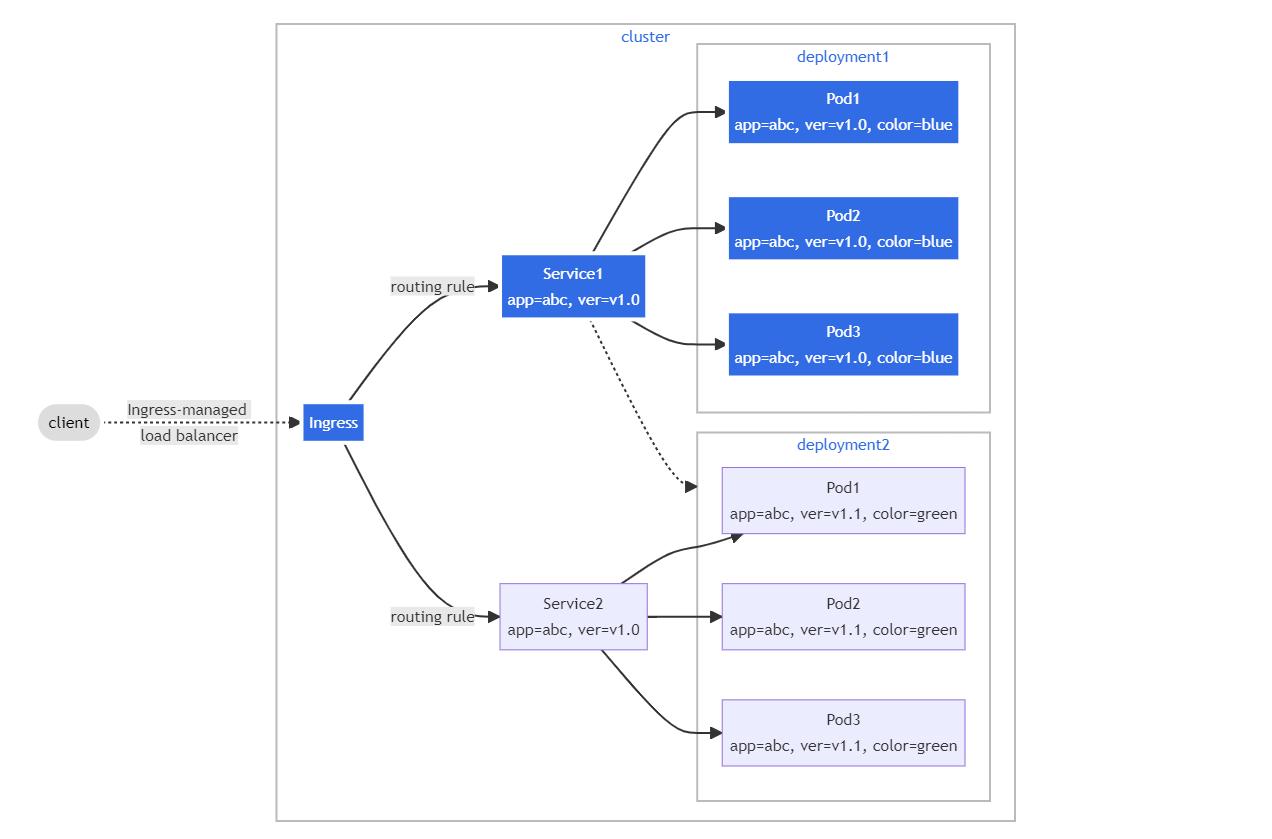 cluster
deployment1
Pod1
app=abc, ver=v1.0, color=blue
Pod2
app=abc, ver=v1.0, color=blue
Pod3
app=abc, ver=v1.0, color=blue
Service1
app=abc, ver=v1.0
routing rule
client
Ingress-managed
load balancer
Ingress
deployment2
Pod1
app=abc, ver=v1.1, color=green
Pod2
app=abc, ver=v1.1, color=green
Pod3
app=abc, ver=v1.1, color=green
Service2
app=abc, ver=v1.0
routing rule